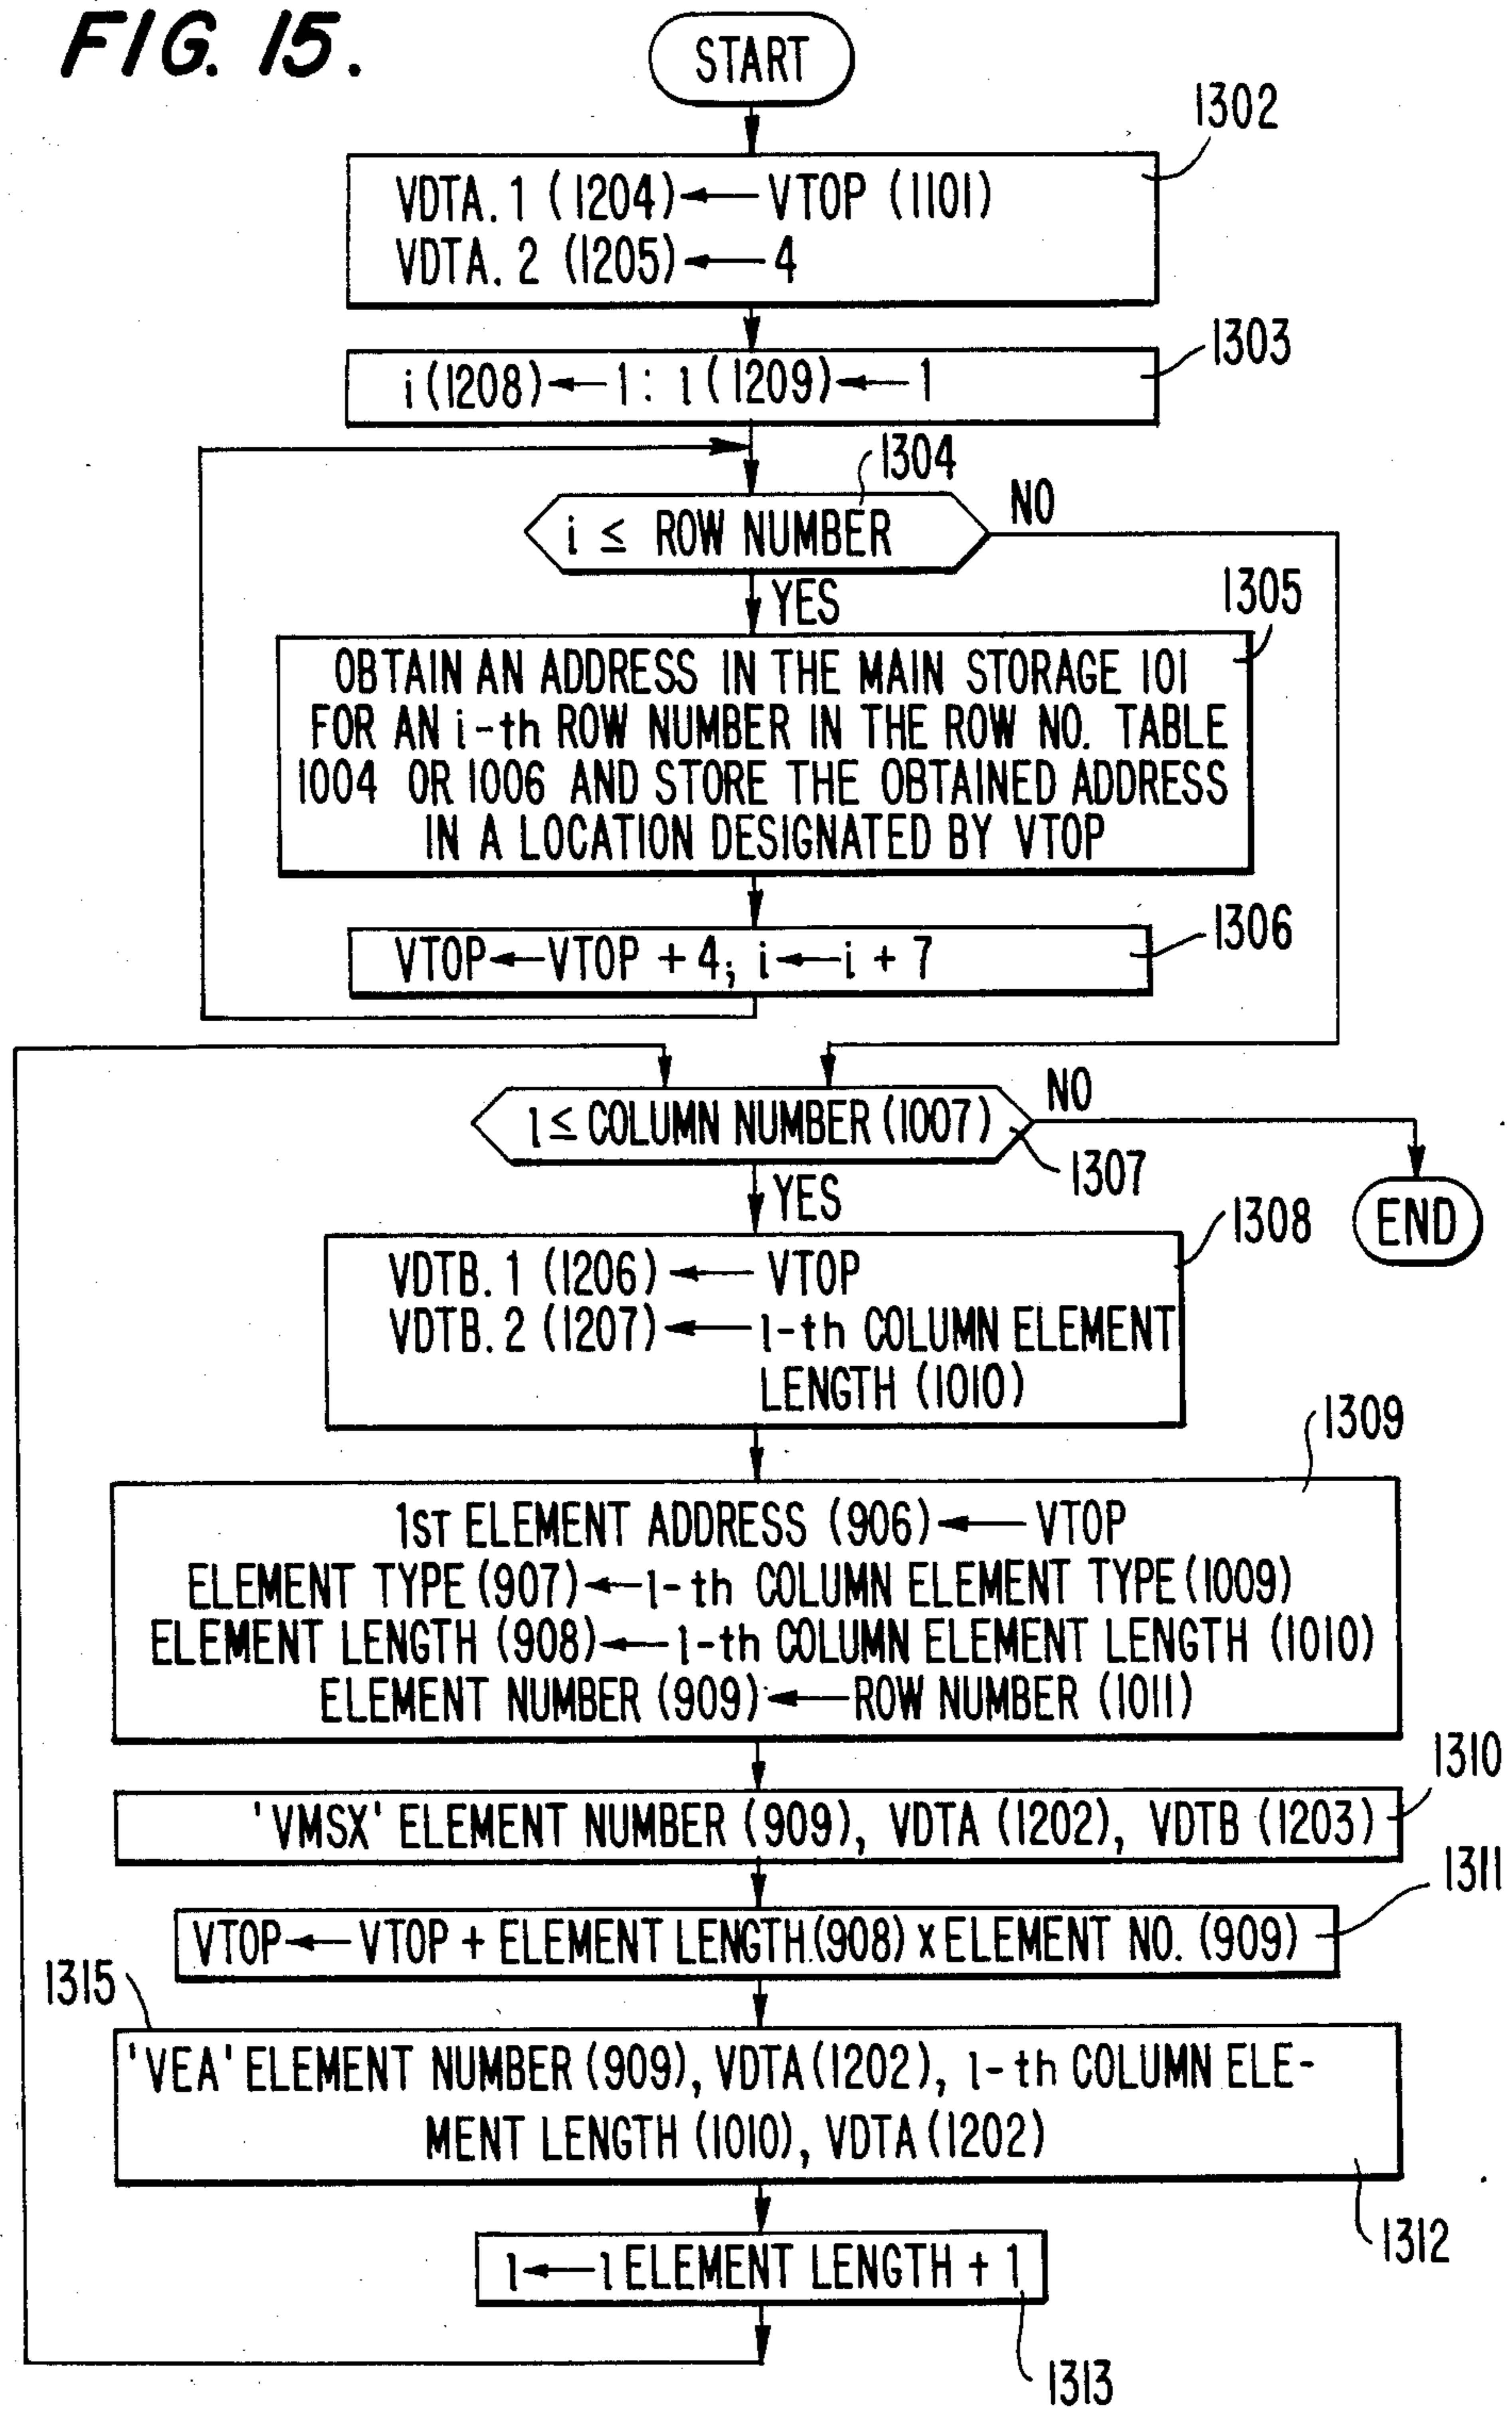 FIG. 15.
START
1302
VDTA. 1 (1204) ← VTOP (1101)
VDTA. 2 (1205) ← 4
1303
i (1208) ← 1 : l (1209) ← 1
1304
i ≤ ROW NUMBER
NO
YES
1305
OBTAIN AN ADDRESS IN THE MAIN STORAGE 101
FOR AN i-th ROW NUMBER IN THE ROW NO. TABLE
1004 OR 1006 AND STORE THE OBTAINED ADDRESS
IN A LOCATION DESIGNATED BY VTOP
1306
VTOP ← VTOP + 4; i ← i + 7
l ≤ COLUMN NUMBER (1007)
NO
1307
YES
END
1308
VDTB. 1 (1206) ← VTOP
VDTB. 2 (1207) ← l-th COLUMN ELEMENT
LENGTH (1010)
1309
1ST ELEMENT ADDRESS (906) ← VTOP
ELEMENT TYPE (907) ← l-th COLUMN ELEMENT TYPE (1009)
ELEMENT LENGTH (908) ← l-th COLUMN ELEMENT LENGTH (1010)
ELEMENT NUMBER (909) ← ROW NUMBER (1011)
1310
'VMSX' ELEMENT NUMBER (909), VDTA (1202), VDTB (1203)
1311
VTOP ← VTOP + ELEMENT LENGTH.(908) x ELEMENT NO. (909)
1315
'VEA' ELEMENT NUMBER (909), VDTA (1202), l-th COLUMN ELE-
MENT LENGTH (1010), VDTA (1202)
1312
l ← l ELEMENT LENGTH + 1
1313